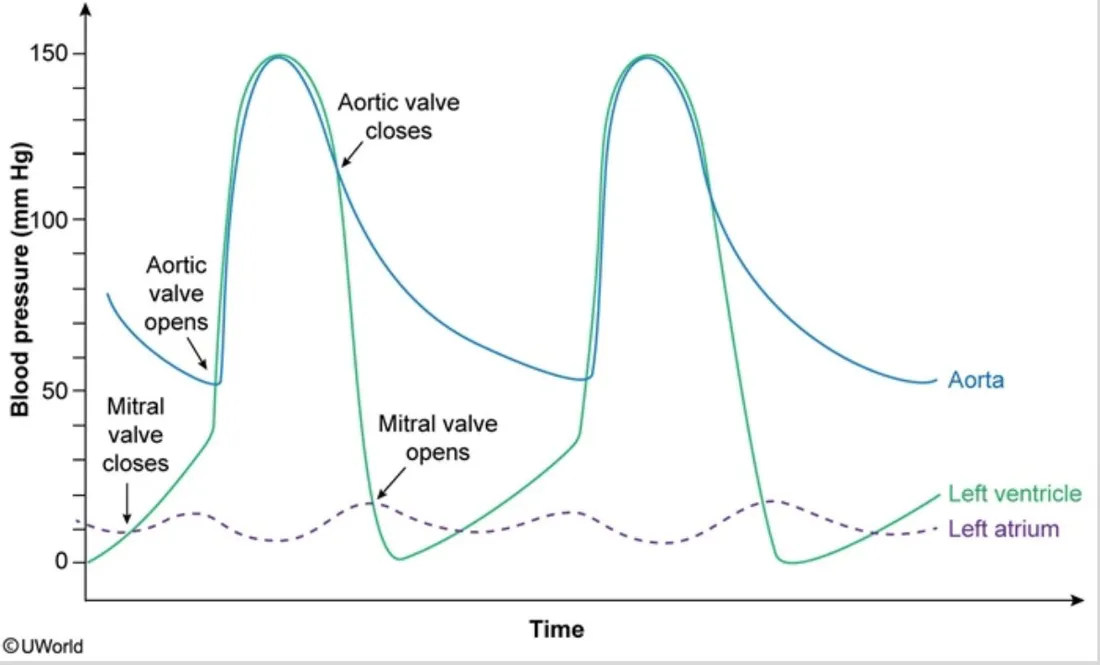 150
100
50
0
Blood pressure (mm Hg)
Aortic valve
closes
Aortic
valve
opens
Mitral
valve
closes
Mitral valve
opens
Aorta
Left ventricle
Left atrium
Time
©UWorld